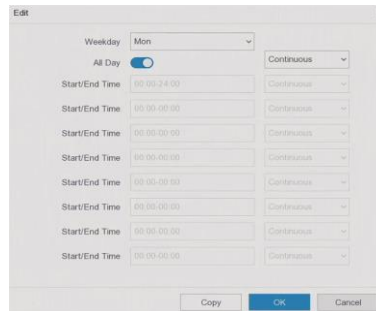 Edit
Weekday Mon
All Day Continuous
Start/End Time 00:00-24:00 Continuous
Start/End Time 00:00-00:00 Continuous
Start/End Time 00:00-00:00 Continuous
Start/End Time 00:00-00:00 Continuous
Start/End Time 00:00-00:00 Continuous
Start/End Time 00:00-00:00 Continuous
Start/End Time 00:00-00:00 Continuous
Start/End Time 00:00-00:00 Continuous
Copy OK Cancel